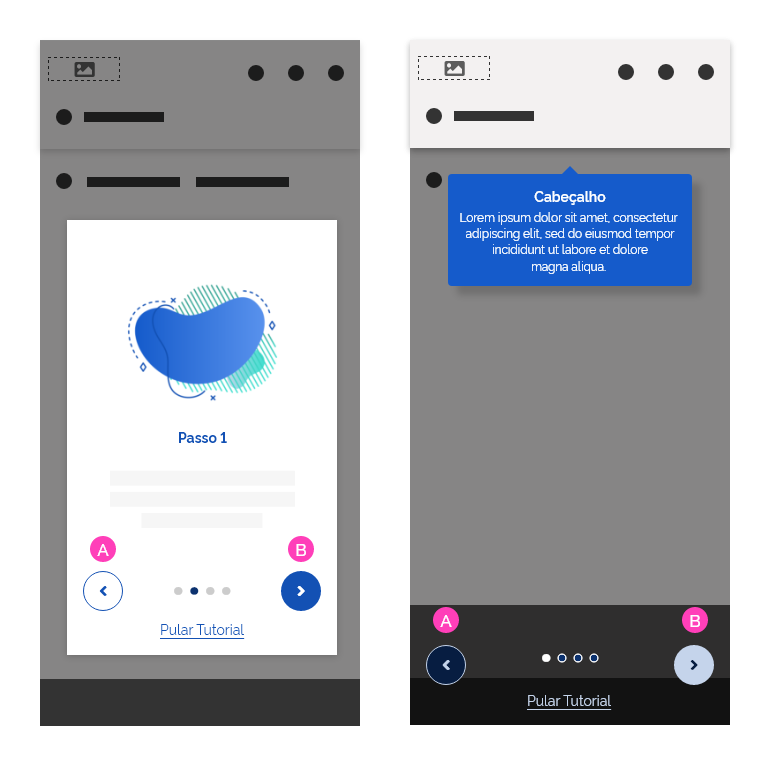 Passo 1
A
B
Pular Tutorial
Cabeçalho
Lorem ipsum dolor sit amet, consectetur
adipiscing elit, sed do eiusmod tempor
incididunt ut labore et dolore
magna aliqua.
A
B
Pular Tutorial